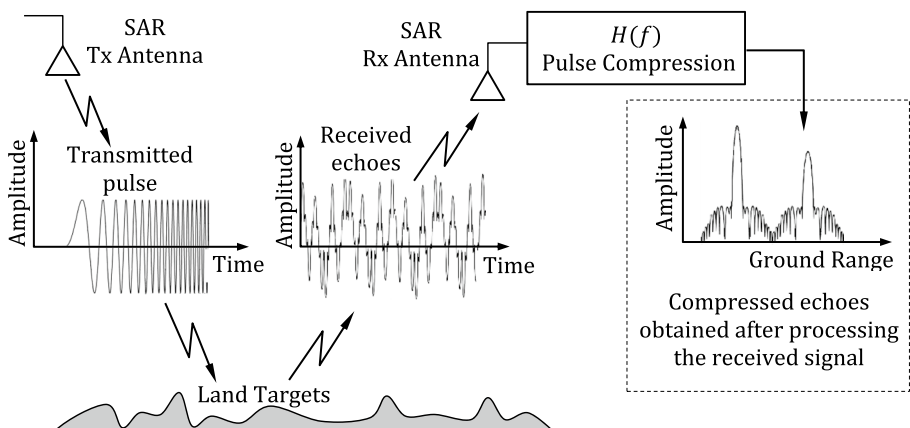 SAR
Tx Antenna
SAR
Rx Antenna
H(f)
Pulse Compression
Transmitted
pulse
Amplitude
Time
Received
echoes
Amplitude
Time
Amplitude
Ground Range
Compressed echoes
obtained after processing
the received signal
Land Targets